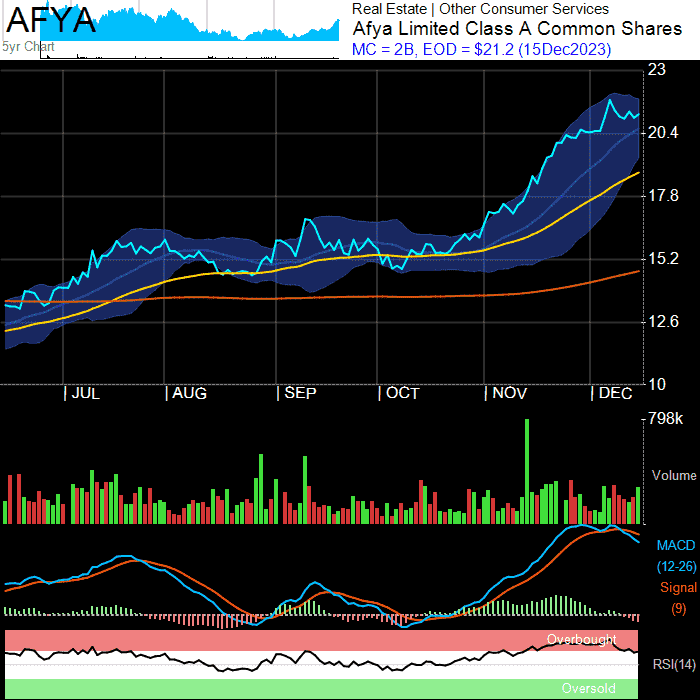 AFYA
5yr Chart
Real Estate | Other Consumer Services
Afya Limited Class A Common Shares
MC = 2B, EOD = $21.2 (15Dec2023)
23
20.4
17.8
15.2
12.6
10
| JUL | AUG | SEP | OCT | NOV | DEC
798k
Volume
MACD
(12-26)
Signal
(9)
Overbought
RSI(14)
Oversold